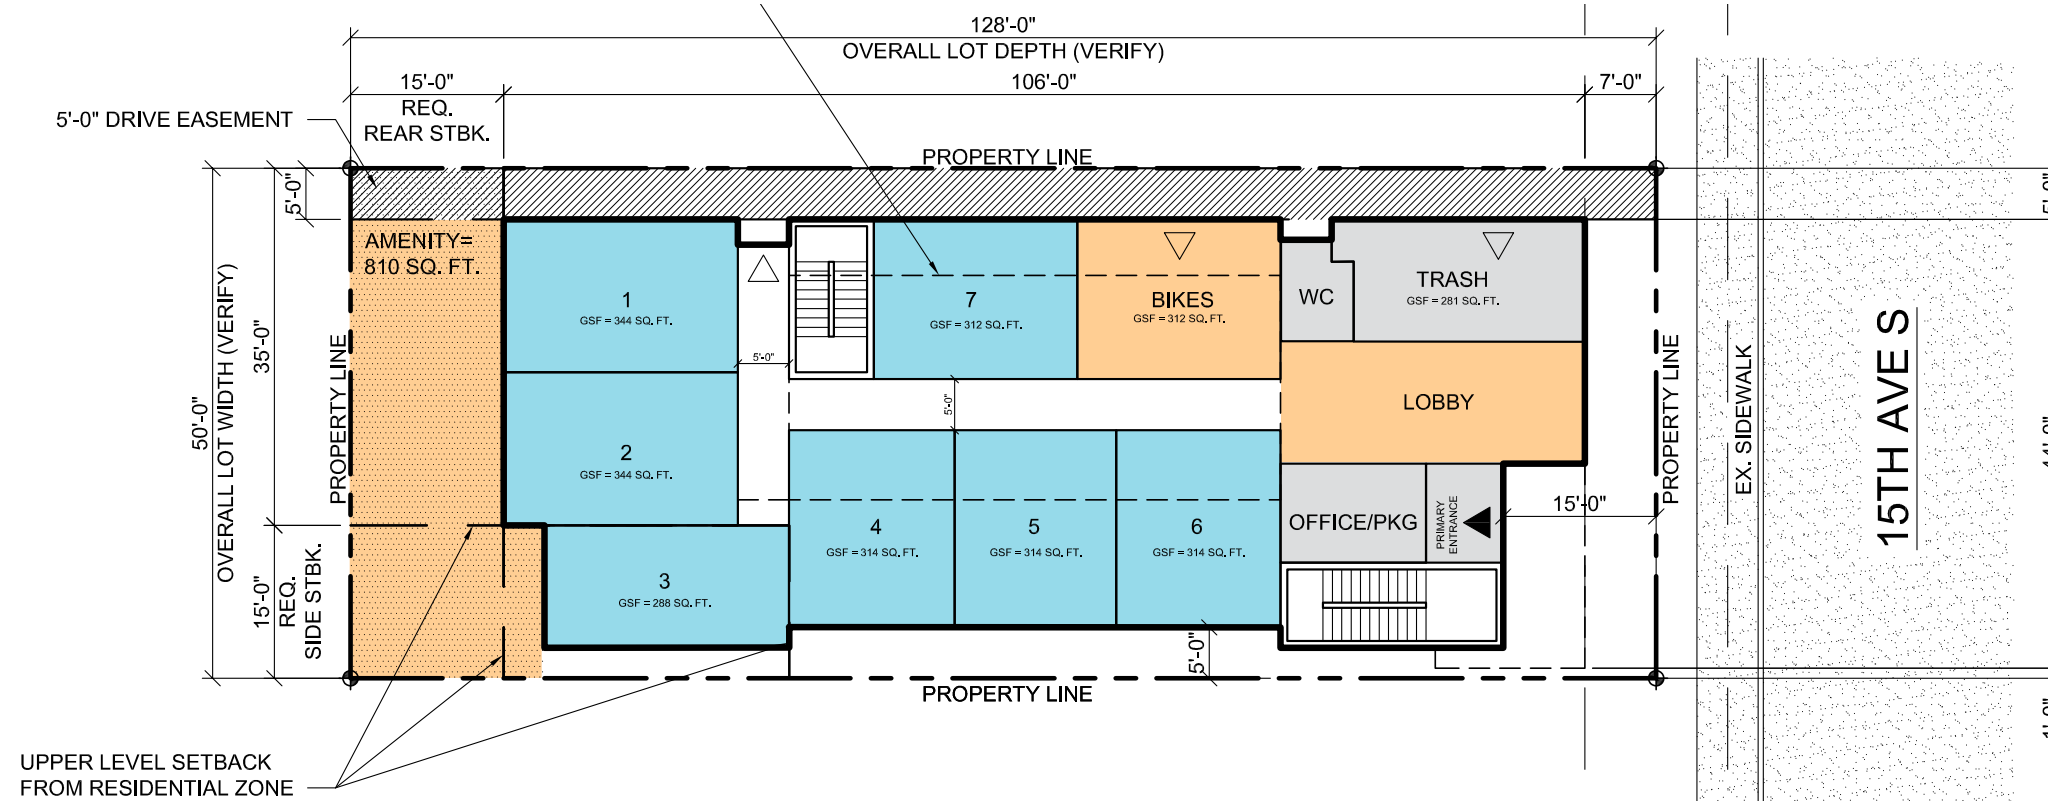 128'-0"
OVERALL LOT DEPTH (VERIFY)
15'-0"
106'-0"
7'-0"
REQ.
REAR STBK.
5'-0" DRIVE EASEMENT
PROPERTY LINE
5'-0"
5'-0"
AMENITY=
810 SQ. FT.
1
GSF = 344 SQ. FT.
7
GSF = 312 SQ. FT.
BIKES
GSF = 312 SQ. FT.
WC
TRASH
GSF = 281 SQ. FT.
35'-0"
50'-0"
OVERALL LOT WIDTH (VERIFY)
PROPERTY LINE
5'-0"
5'-0"
LOBBY
PROPERTY LINE
EX. SIDEWALK
15TH AVE S
44'-0"
2
GSF = 344 SQ. FT.
15'-0"
4
GSF = 314 SQ. FT.
5
GSF = 314 SQ. FT.
6
GSF = 314 SQ. FT.
OFFICE/PKG
PRIMARY
ENTRANCE
3
GSF = 288 SQ. FT.
15'-0"
REQ.
SIDE STBK.
5'-0"
PROPERTY LINE
4'-0"
UPPER LEVEL SETBACK
FROM RESIDENTIAL ZONE